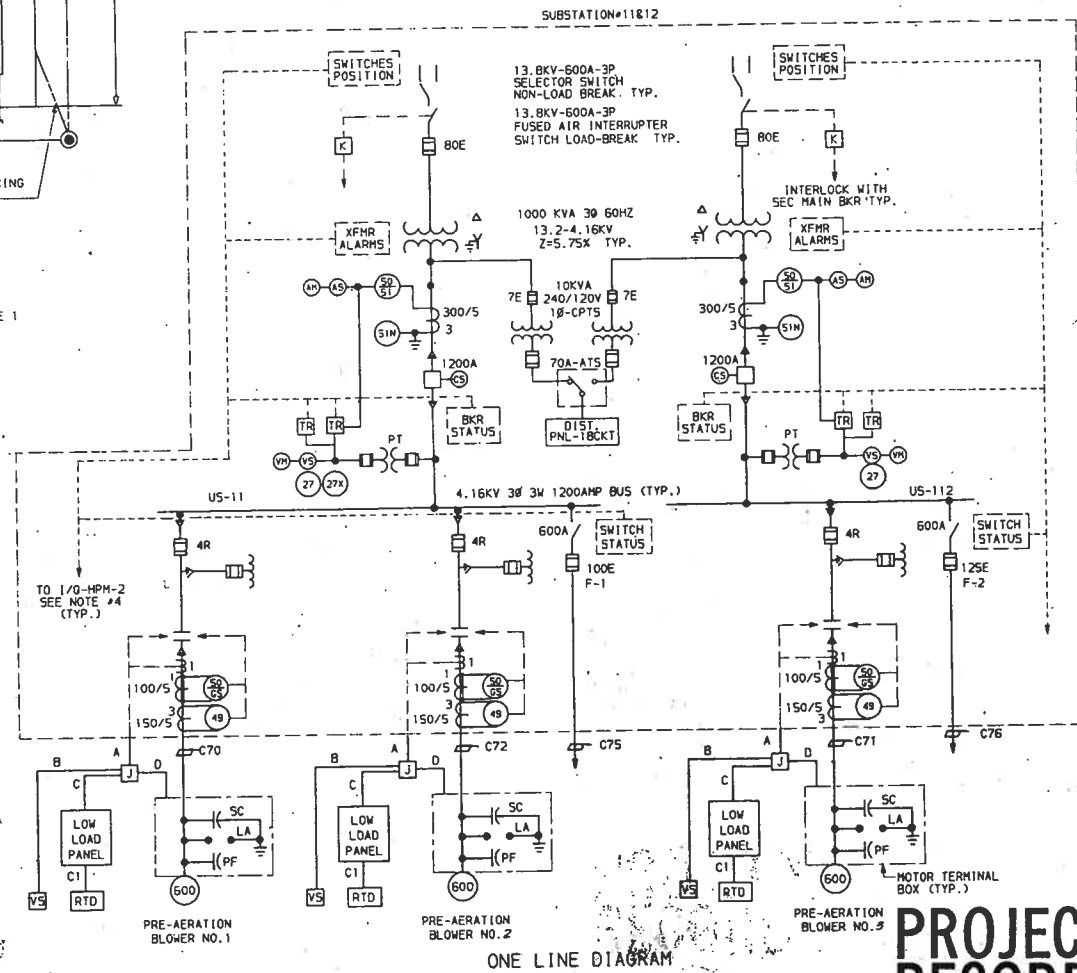 SUBSTATION#11&12
SWITCHES
POSITION
13.8KV-600A-3P
SELECTOR SWITCH
NON-LOAD BREAK. TYP.
13.8KV-600A-3P
FUSED AIR INTERRUPTER
SWITCH LOAD-BREAK TYP.
SWITCHES
POSITION
K
80E
80E
K
INTERLOCK WITH
SEC MAIN BKR TYP.
XFMR
ALARMS
1000 KVA 3Ø 60HZ
13.2-4.16KV
Z=5.75% TYP.
Δ
Y
Δ
Y
XFMR
ALARMS
AM
AS
50
51
300/5
3
51N
7E
10KVA
240/120V
1Ø-CPTS
7E
300/5
3
50
51
AS
AM
51N
1200A
CS
70A-ATS
DIST.
PNL-18CKT
1200A
CS
BKR
STATUS
BKR
STATUS
TR
TR
PT
VM
VS
27
27X
PT
TR
TR
VS
VM
27
US-11
4.16KV 3Ø 3W 1200AMP BUS (TYP.)
US-112
4R
4R
600A
SWITCH
STATUS
100E
F-1
4R
600A
SWITCH
STATUS
125E
F-2
TO I/O-HPM-2
SEE NOTE #4
(TYP.)
1
1
100/5
50
GS
3
150/5
49
1
1
100/5
50
GS
3
150/5
49
1
1
100/5
50
GS
3
150/5
49
A
C70
A
C72
C75
A
C71
C76
B
J
D
C
B
J
D
C
B
J
D
C
LOW
LOAD
PANEL
SC
LA
PF
LOW
LOAD
PANEL
SC
LA
PF
LOW
LOAD
PANEL
SC
LA
PF
C1
VS
RTD
600
C1
VS
RTD
600
C1
VS
RTD
600
MOTOR TERMINAL
BOX (TYP.)
PRE-AERATION
BLOWER NO.1
PRE-AERATION
BLOWER NO.2
PRE-AERATION
BLOWER NO.3
ONE LINE DIAGRAM
PROJEC